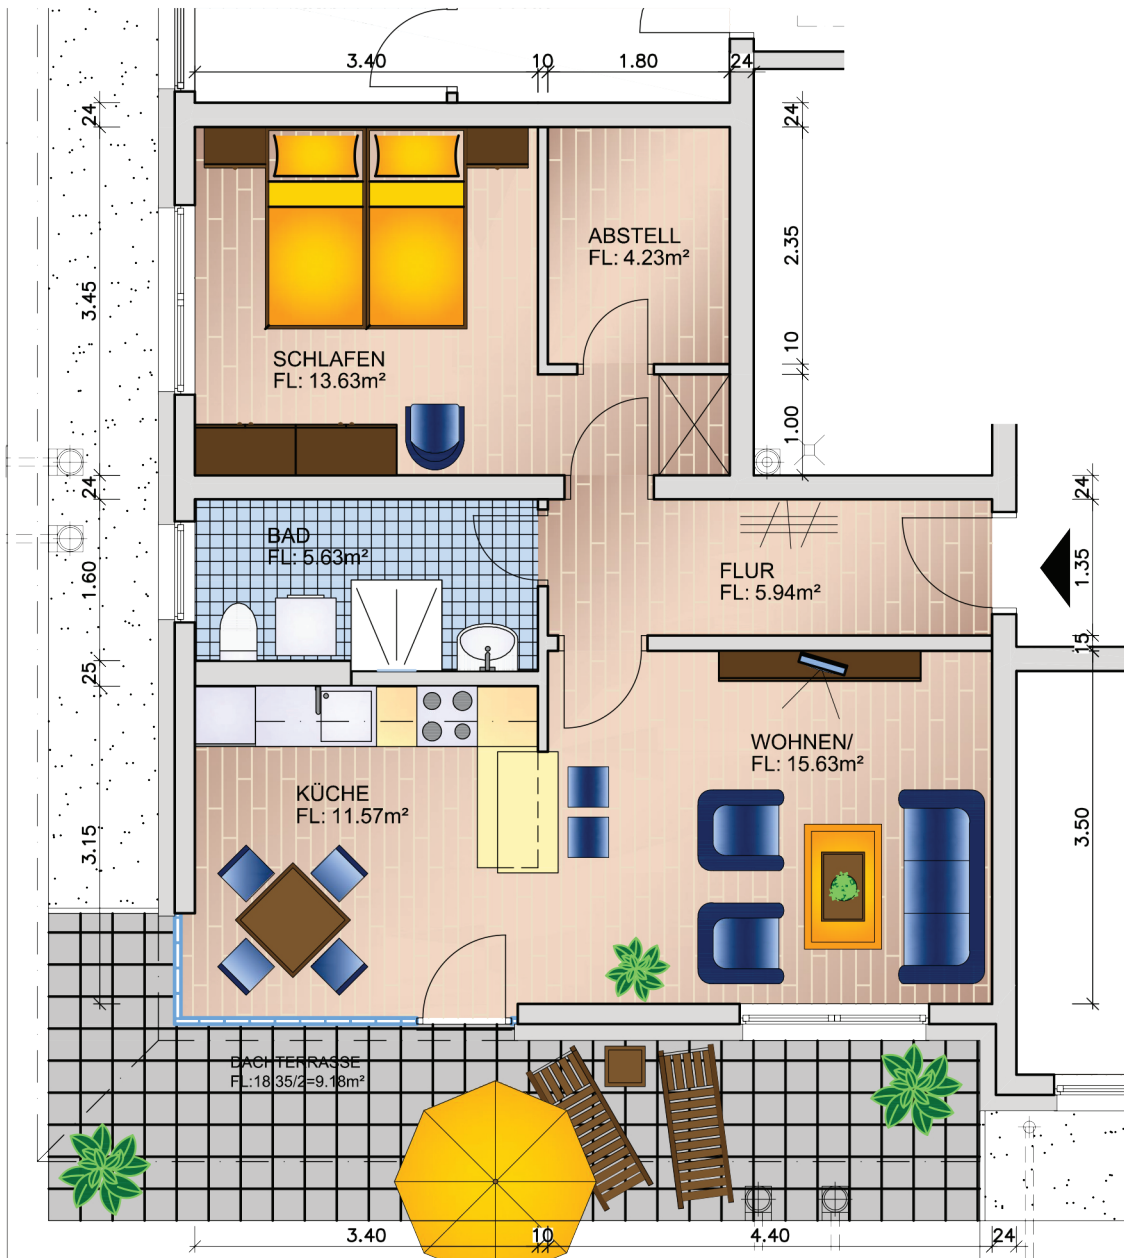 3.40
10
1.80
24
24
24
3.45
2.35
ABSTELL
FL: 4.23m²
10
SCHLAFEN
FL: 13.63m²
1.00
24
24
BAD
FL: 5.63m²
1.60
FLUR
FL: 5.94m²
1.35
15
25
WOHNEN/
FL: 15.63m²
KÜCHE
FL: 11.57m²
3.15
3.50
DACHTERRASSE
FL:18.35/2=9.18m²
3.40
10
4.40
24